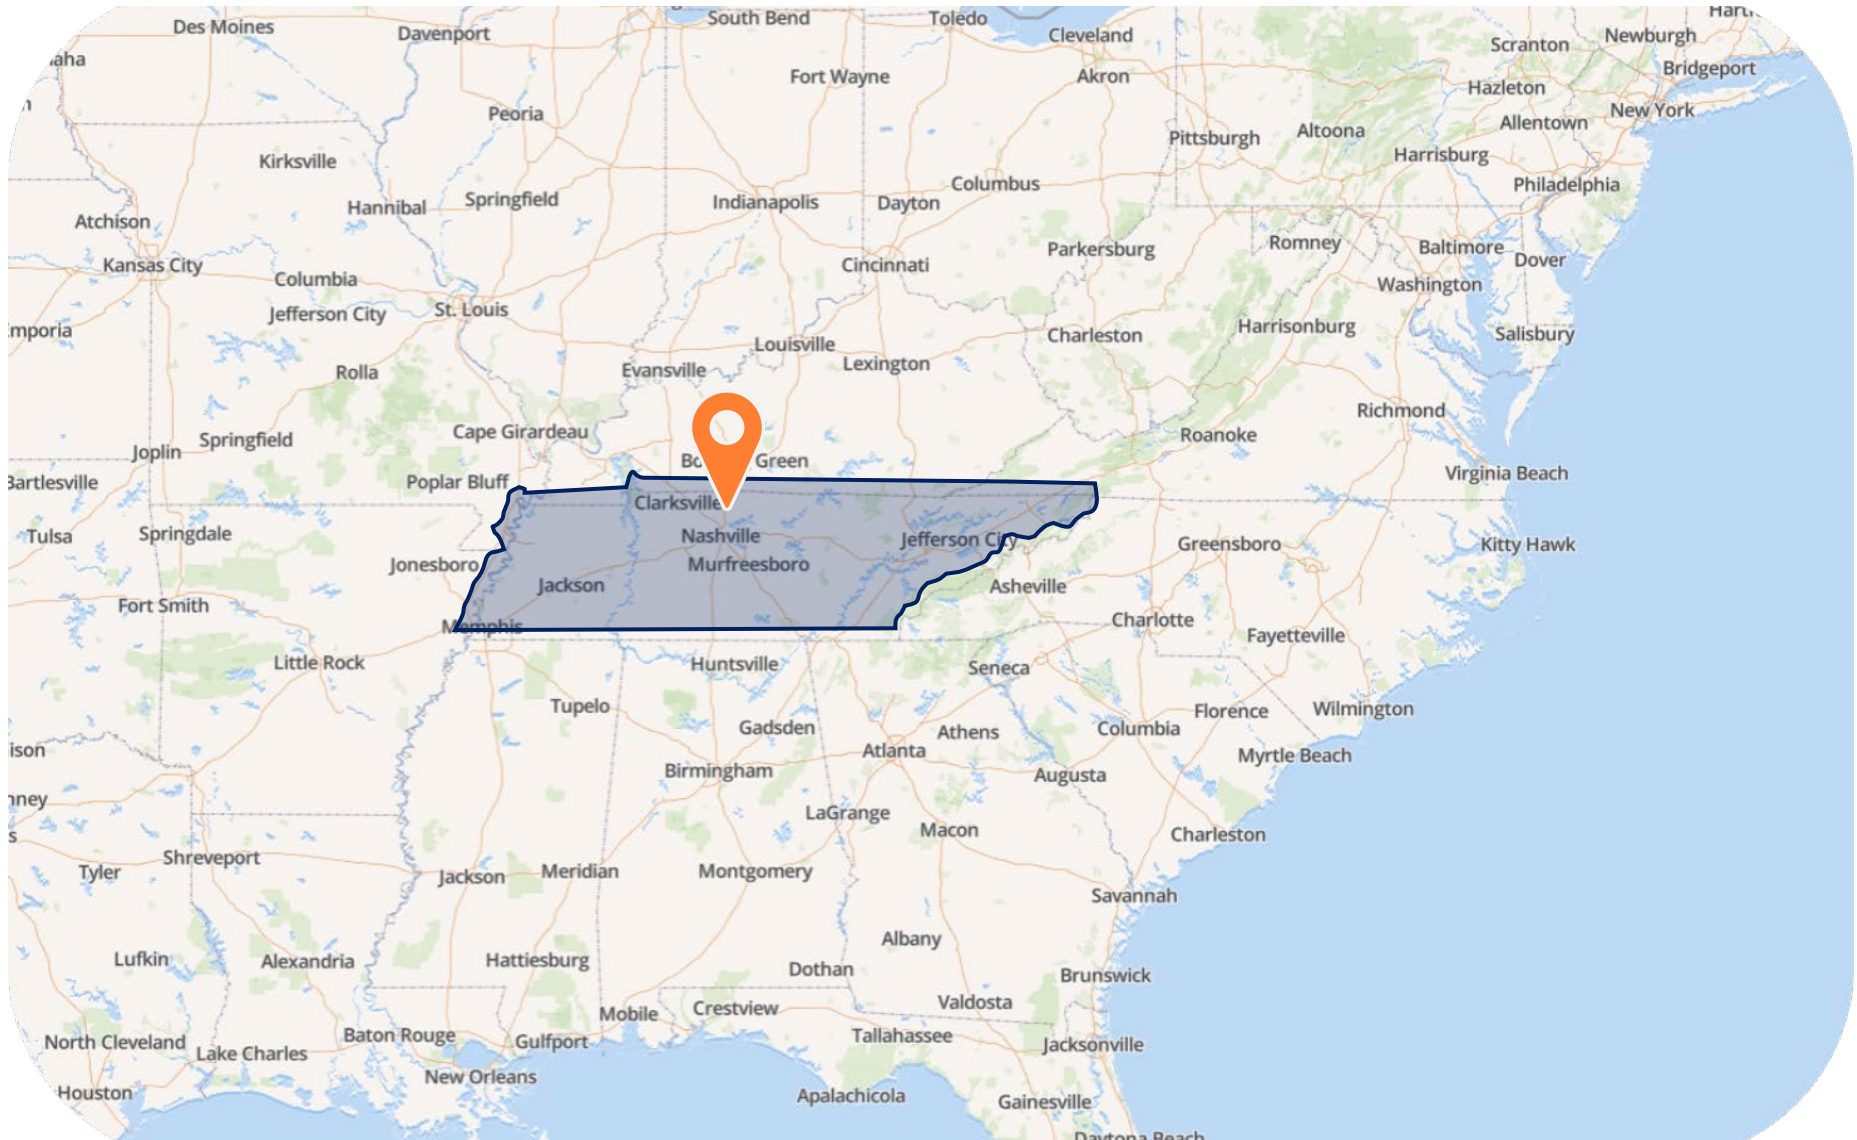 South Bend
Toledo
Des Moines
Davenport
Cleveland
Newburgh
Scranton
aha
Fort Wayne
Akron
Bridgeport
Hazleton
Peoria
New York
Allentown
Altoona
Pittsburgh
Harrisburg
Kirksville
Columbus
Philadelphia
Springfield
Indianapolis
Dayton
Hannibal
Atchison
Romney
Baltimore
Parkersburg
Dover
Kansas City
Cincinnati
Columbia
Washington
St. Louis
Jefferson City
Harrisonburg
mporia
Salisbury
Charleston
Louisville
Lexington
Evansville
Rolla
Richmond
Cape Girardeau
Roanoke
Springfield
Joplin
Bo
Green
Virginia Beach
Poplar Bluff
Bartlesville
Clarksville
Springdale
Tulsa
Nashville
Jefferson City
Greensboro
Kitty Hawk
Jonesboro
Murfreesboro
Jackson
Asheville
Fort Smith
Charlotte
Memphis
Fayetteville
Little Rock
Huntsville
Seneca
Tupelo
Wilmington
Florence
Gadsden
Athens
Columbia
ison
Atlanta
Myrtle Beach
Birmingham
Augusta
nney
LaGrange
Macon
Charleston
s
Shreveport
Tyler
Jackson
Meridian
Montgomery
Savannah
Albany
Lufkin
Alexandria
Hattiesburg
Dothan
Brunswick
Valdosta
Crestview
Mobile
Tallahassee
Baton Rouge
Gulfport
North Cleveland
Lake Charles
Jacksonville
New Orleans
Houston
Apalachicola
Gainesville
Daytona Beach